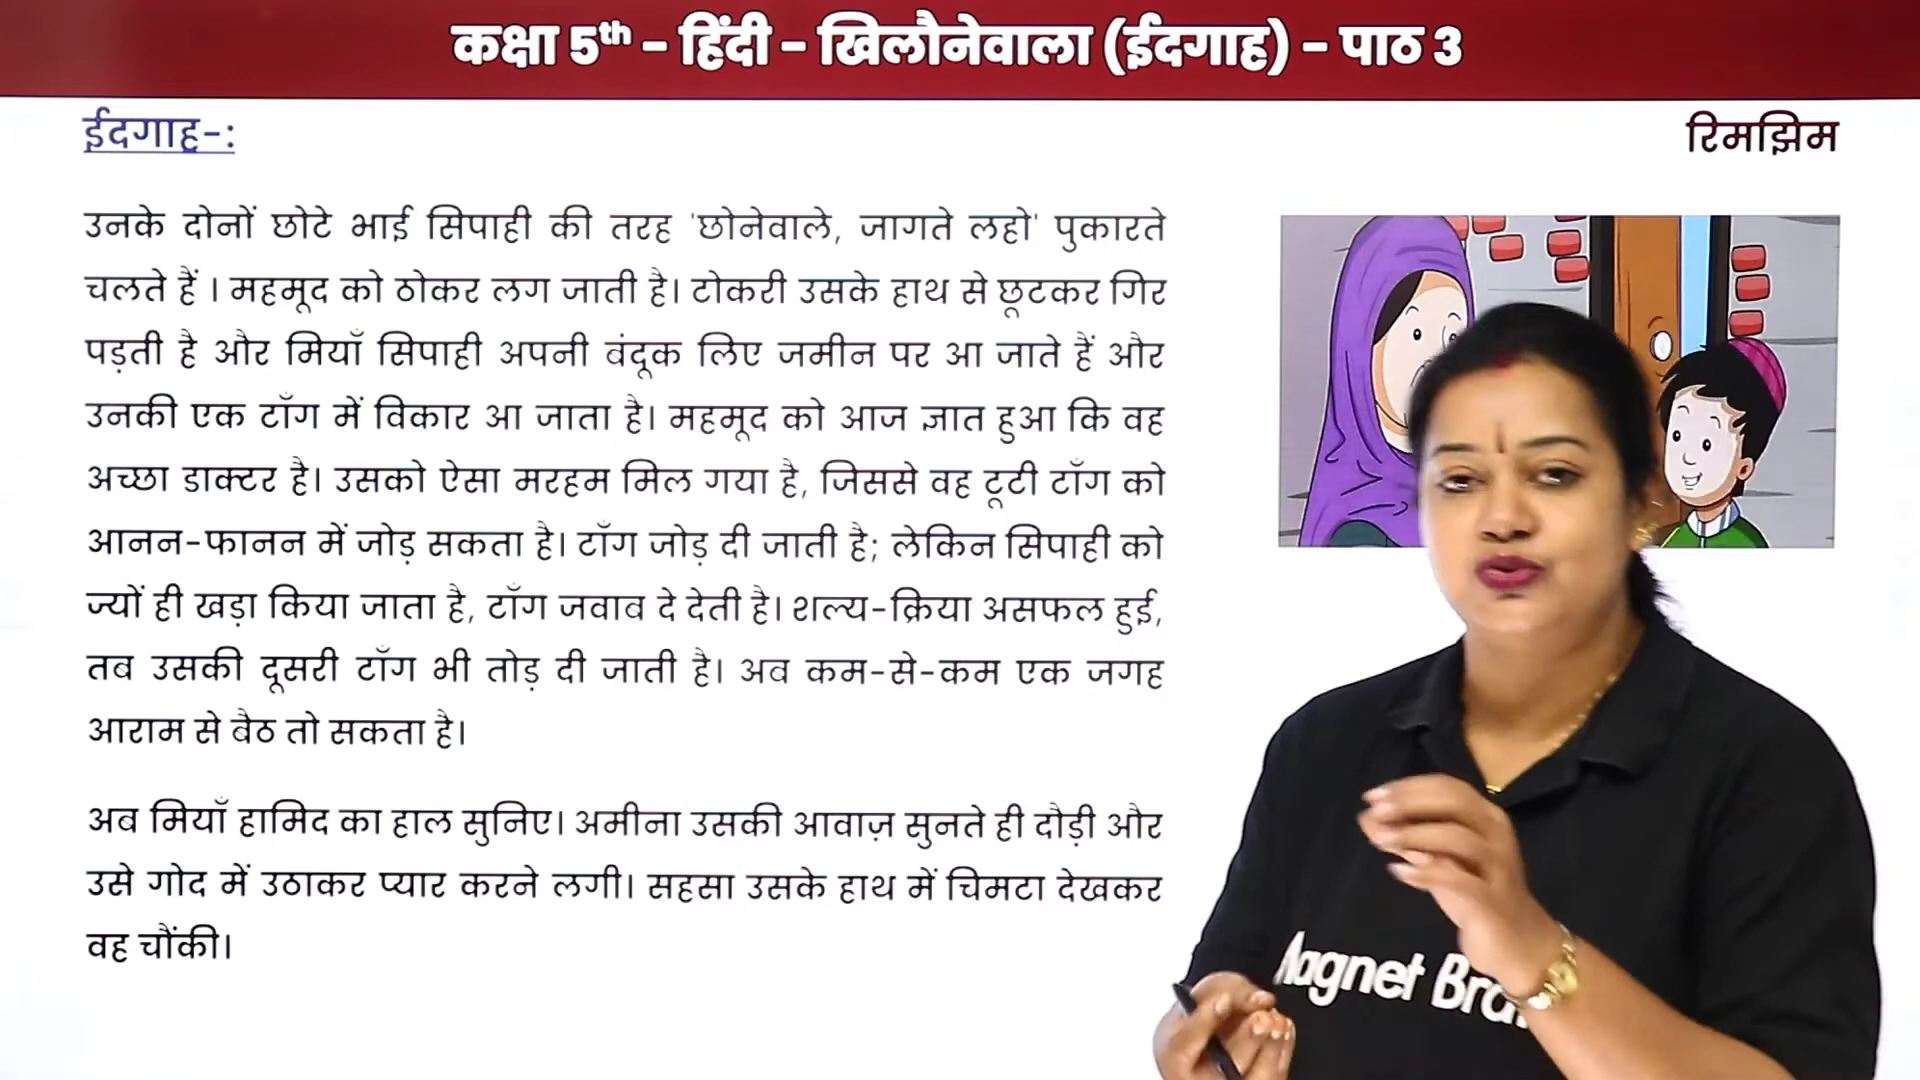 कक्षा 5th - हिंदी - खिलौनेवाला (ईदगाह) - पाठ 3
ईदगाह-:
रिमझिम
उनके दोनों छोटे भाई सिपाही की तरह 'छोनेवाले, जागते लहो' पुकारते
चलते हैं । महमूद को ठोकर लग जाती है। टोकरी उसके हाथ से छूटकर गिर
पड़ती है और मियाँ सिपाही अपनी बंदूक लिए जमीन पर आ जाते हैं और
उनकी एक टाँग में विकार आ जाता है। महमूद को आज ज्ञात हुआ कि वह
अच्छा डाक्टर है। उसको ऐसा मरहम मिल गया है, जिससे वह टूटी टाँग को
आनन-फानन में जोड़ सकता है। टाँग जोड़ दी जाती है; लेकिन सिपाही को
ज्यों ही खड़ा किया जाता है, टाँग जवाब दे देती है। शल्य-क्रिया असफल हुई,
तब उसकी दूसरी टाँग भी तोड़ दी जाती है। अब कम-से-कम एक जगह
आराम से बैठ तो सकता है।
अब मियाँ हामिद का हाल सुनिए। अमीना उसकी आवाज़ सुनते ही दौड़ी और
उसे गोद में उठाकर प्यार करने लगी। सहसा उसके हाथ में चिमटा देखकर
वह चौंकी।
Magnet Bra